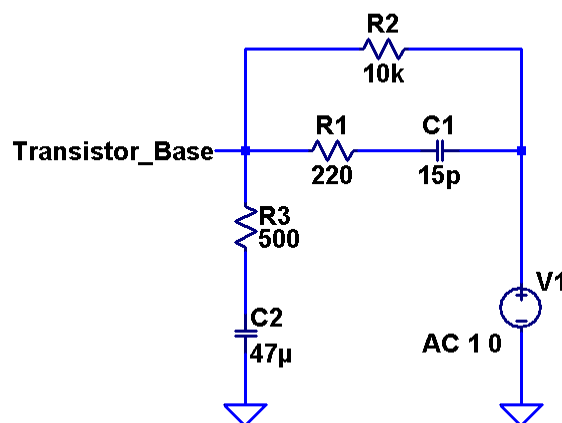 R2
10k
Transistor_Base
R1
C1
220
15p
R3
500
V1
C2
47µ
AC 1 0